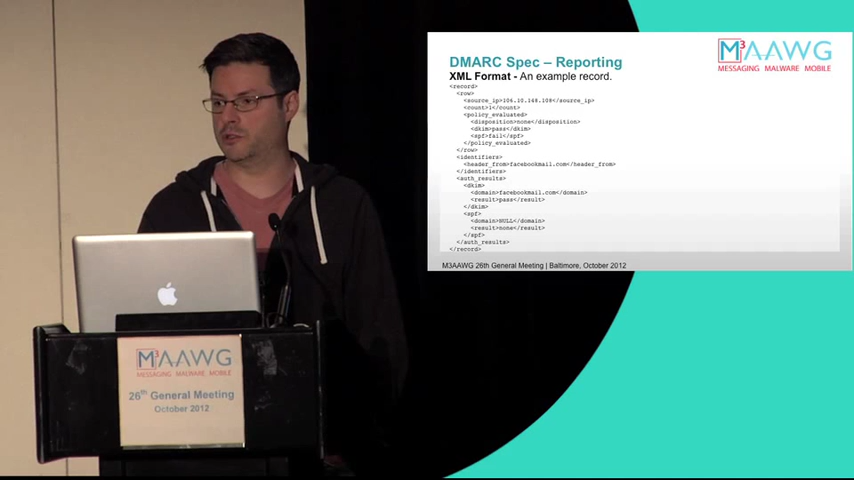 DMARC Spec – Reporting
XML Format - An example record.
<record>
<row>
<source_ip>106.10.148.108</source_ip>
<count>1</count>
<policy_evaluated>
<disposition>none</disposition>
<dkim>pass</dkim>
<spf>fail</spf>
</policy_evaluated>
</row>
<identifiers>
<header_from>facebookmail.com</header_from>
</identifiers>
<auth_results>
<dkim>
<domain>facebookmail.com</domain>
<result>pass</result>
</dkim>
<spf>
<domain>NULL</domain>
<result>none</result>
</spf>
</auth_results>
</record>
M3AAWG 26th General Meeting | Baltimore, October 2012
M3AAWG
MESSAGING MALWARE MOBILE
M3AAWG
MESSAGING MALWARE MOBILE
26th General Meeting
October 2012